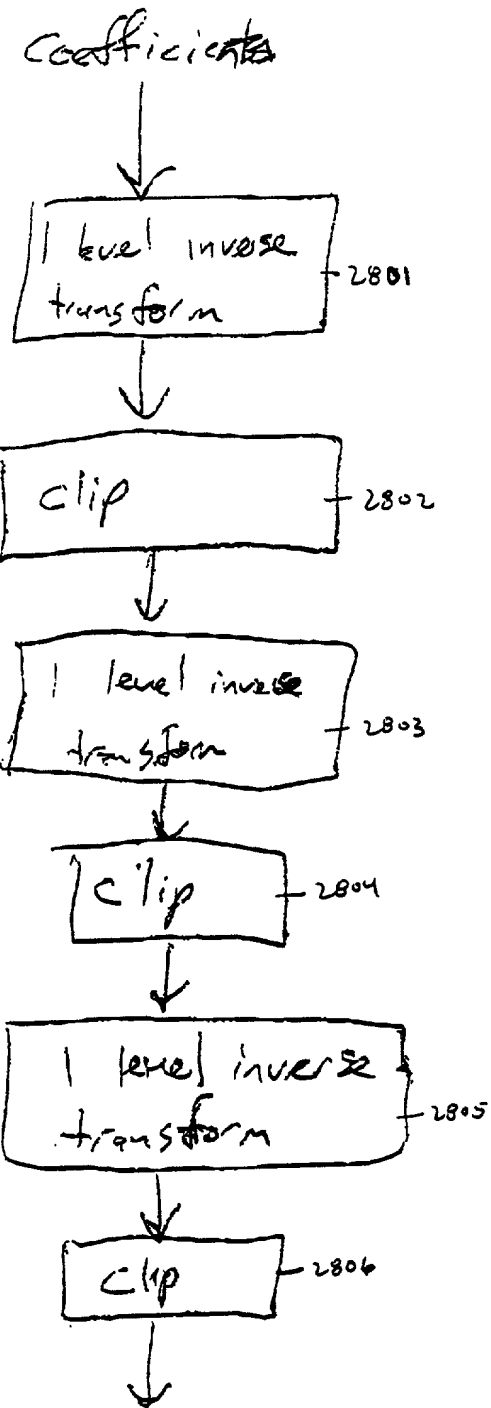 Coefficients
1 level inverse
transform
2801
Clip
2802
1 level inverse
transform
2803
Clip
2804
1 level inverse
transform
2805
Clip
2806